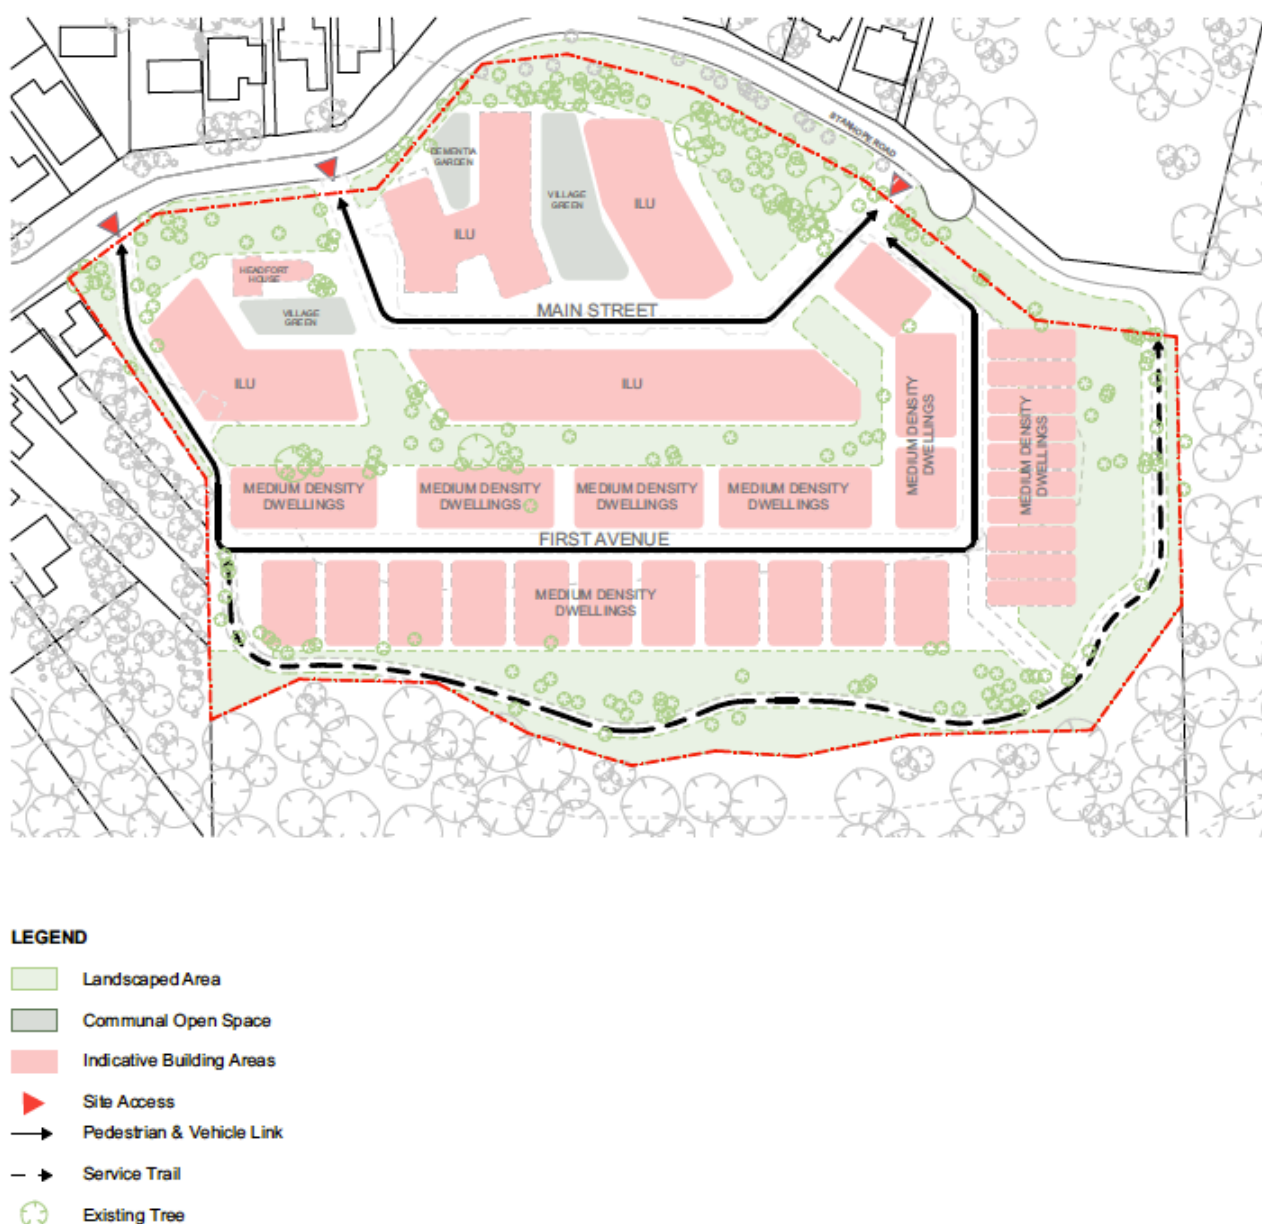 STANHOPE ROAD
DEMENTIA
GARDEN
VILLAGE
GREEN
ILU
ILU
HEADFORT
HOUSE
VILLAGE
GREEN
MAIN STREET
ILU
ILU
MEDIUM DENSITY
DWELLINGS
MEDIUM DENSITY
DWELLINGS
MEDIUM DENSITY
DWELLINGS
MEDIUM DENSITY
DWELLINGS
MEDIUM DENSITY
DWELLINGS
MEDIUM DENSITY
DWELLINGS
FIRST AVENUE
MEDIUM DENSITY
DWELLINGS
LEGEND
Landscaped Area
Communal Open Space
Indicative Building Areas
Site Access
Pedestrian & Vehicle Link
Service Trail
Existing Tree